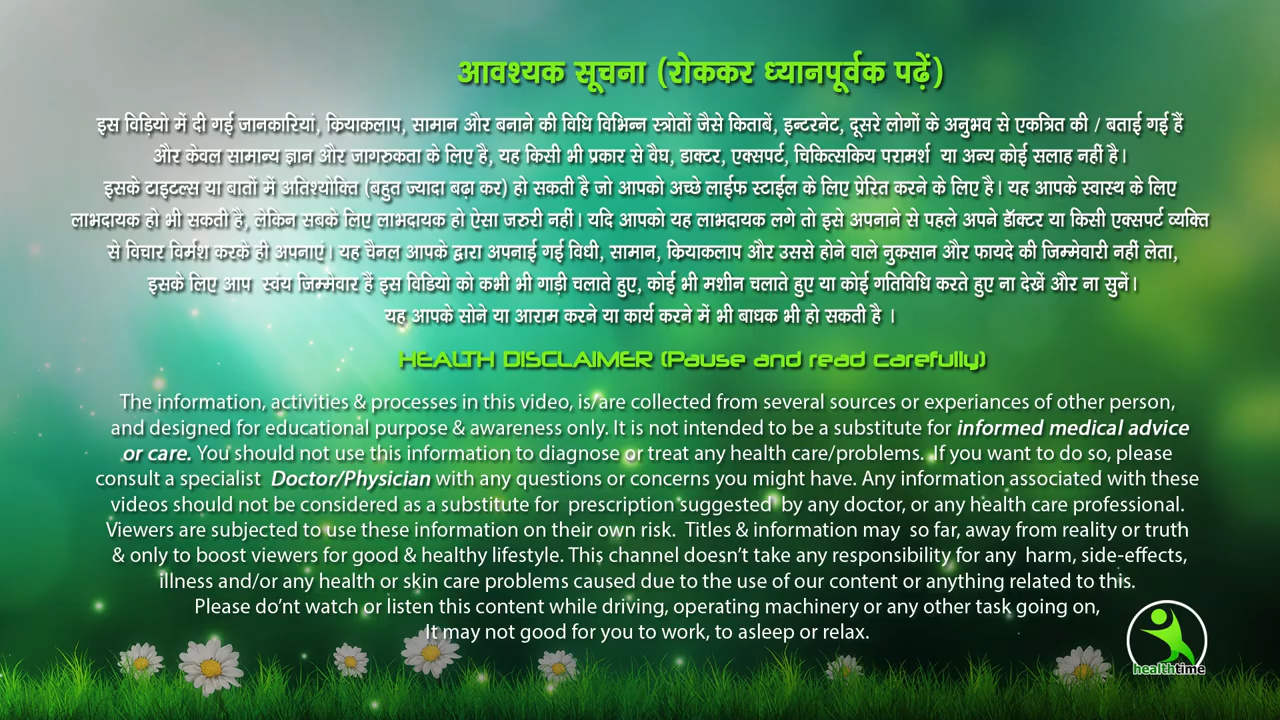 आवश्यक सूचना (रोककर ध्यानपूर्वक पढ़ें)
इस विड़ियो में दी गई जानकारियां, कियाकलाप, सामान और बनाने की विधि विभिन्न स्त्रोतों जैसे किताबें, इन्टरनेट, दूसरे लोगों के अनुभव से एकत्रित की / बताई गई हैं
और केवल सामान्य ज्ञान और जागरुकता के लिए है, यह किसी भी प्रकार से वैघ, डाक्टर, एक्सपर्ट, चिकित्सकिय परामर्श या अन्य कोई सलाह नहीं है।
इसके टाइटल्स या बातों में अतिश्योक्ति (बहुत ज्यादा बढ़ा कर) हो सकती है जो आपको अच्छे लाईफ स्टाईल के लिए प्रेरित करने के लिए है। यह आपके स्वास्थ के लिए
लाभदायक हो भी सकती है, लेकिन सबके लिए लाभदायक हो ऐसा जरुरी नहीं। यदि आपको यह लाभदायक लगे तो इसे अपनाने से पहले अपने डॉक्टर या किसी एक्सपर्ट व्यक्ति
से विचार विर्मश करके ही अपनाएं। यह चैनल आपके द्वारा अपनाई गई विधी, सामान, कियाकलाप और उससे होने वाले नुकसान और फायदे की जिम्मेवारी नहीं लेता,
इसके लिए आप स्वंय जिम्मेवार हैं इस विडियो को कभी भी गाड़ी चलाते हुए, कोई भी मशीन चलाते हुए या कोई गतिविधि करते हुए ना देखें और ना सुनें।
यह आपके सोने या आराम करने या कार्य करने में भी बाधक भी हो सकती है ।
HEALTH DISCLAIMER (Pause and read carefully)
The information, activities & processes in this video, is/are collected from several sources or experiances of other person,
and designed for educational purpose & awareness only. It is not intended to be a substitute for informed medical advice
or care. You should not use this information to diagnose or treat any health care/problems. If you want to do so, please
consult a specialist Doctor/Physician with any questions or concerns you might have. Any information associated with these
videos should not be considered as a substitute for prescription suggested by any doctor, or any health care professional.
Viewers are subjected to use these information on their own risk. Titles & information may so far, away from reality or truth
& only to boost viewers for good & healthy lifestyle. This channel doesn't take any responsibility for any harm, side-effects,
illness and/or any health or skin care problems caused due to the use of our content or anything related to this.
Please do'nt watch or listen this content while driving, operating machinery or any other task going on,
It may not good for you to work, to asleep or relax.
healthtime